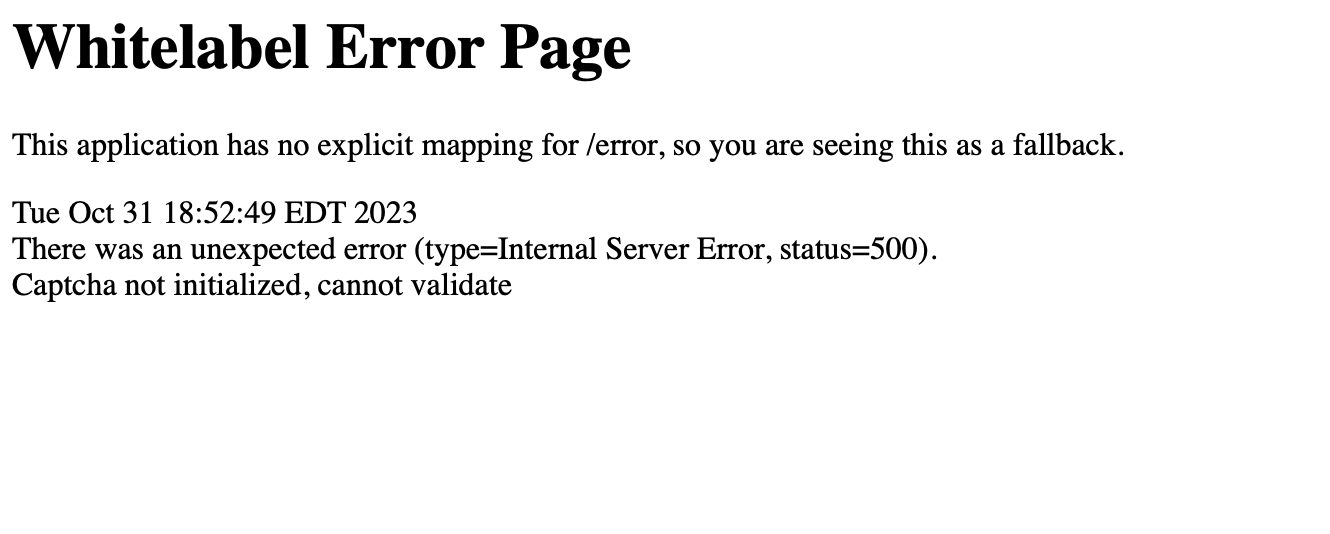 Whitelabel Error Page
This application has no explicit mapping for /error, so you are seeing this as a fallback.
Tue Oct 31 18:52:49 EDT 2023
There was an unexpected error (type=Internal Server Error, status=500).
Captcha not initialized, cannot validate